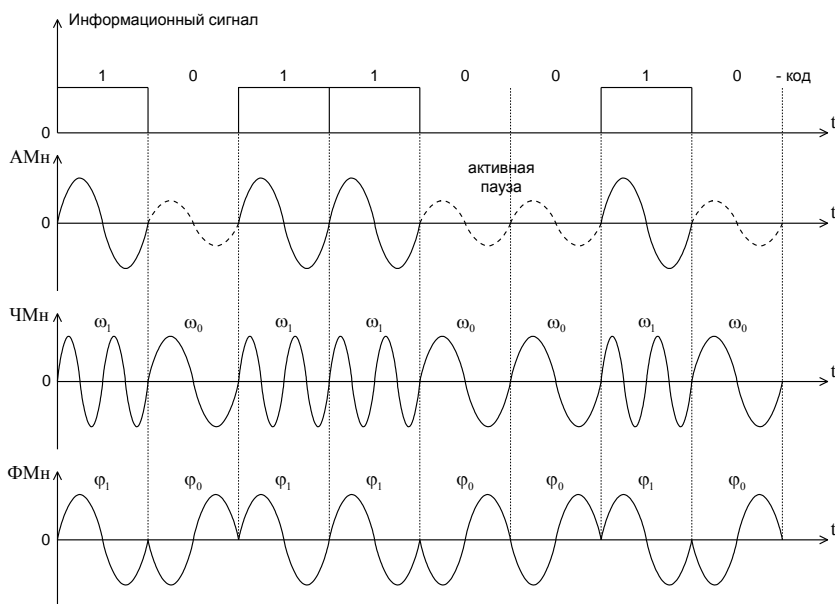 Информационный сигнал
1 0 1 1 0 0 1 0 - код
0 t
АМн
активная
пауза
0 t
ЧМн
ω₁ ω₀ ω₁ ω₁ ω₀ ω₀ ω₁ ω₀
0 t
ФМн
φ₁ φ₀ φ₁ φ₁ φ₀ φ₀ φ₁ φ₀
0 t